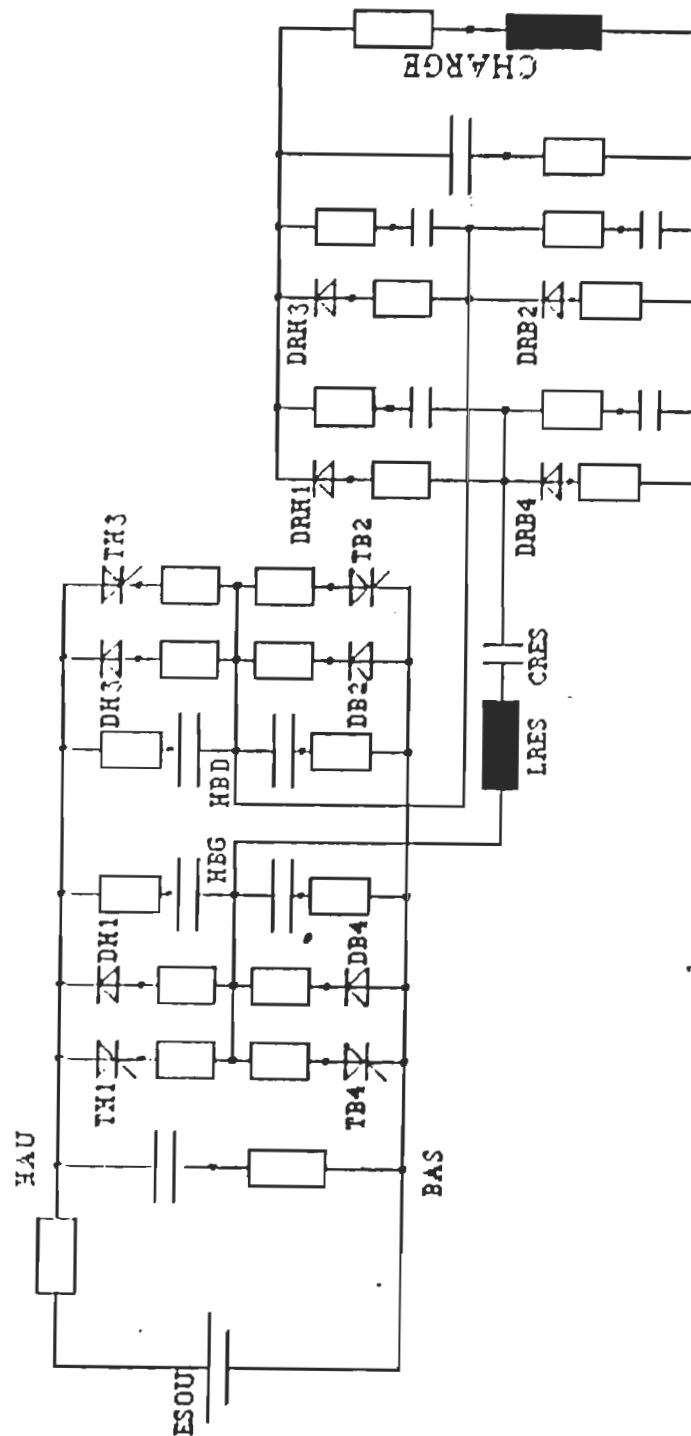 HAU
ESOU
TH1
DH1
DH3
TH3
HBG
HBD
TB4
DB4
DB2
TB2
BAS
LRES
CRES
DRH1
DRH3
DRB4
DRB2
CHARGE